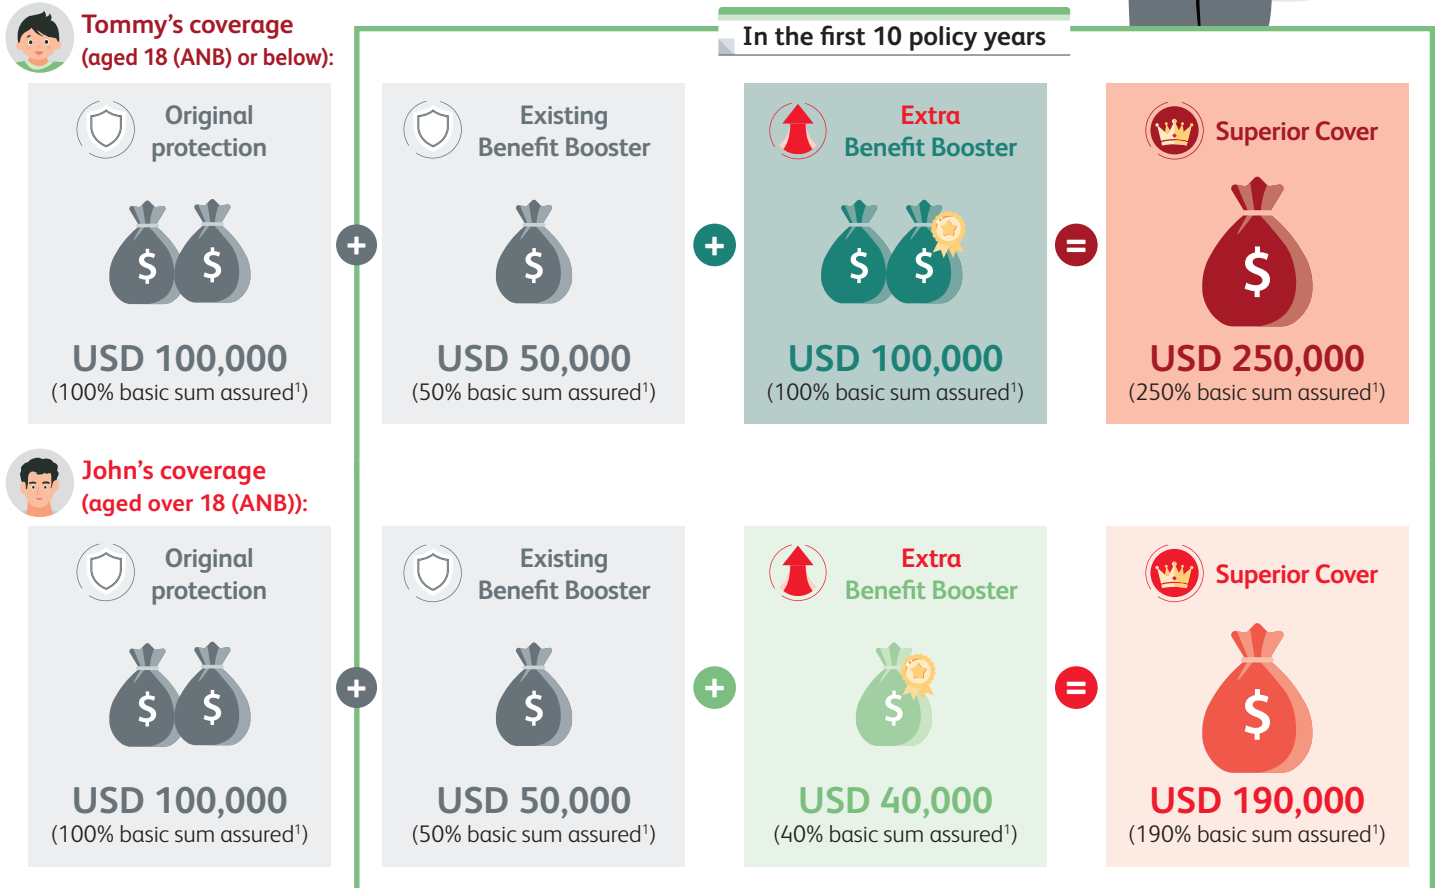 Tommy's coverage
(aged 18 (ANB) or below):
In the first 10 policy years
Original
protection
$ $
USD 100,000
(100% basic sum assured¹)
+
Existing
Benefit Booster
$
USD 50,000
(50% basic sum assured¹)
+
Extra
Benefit Booster
$ $
USD 100,000
(100% basic sum assured¹)
=
Superior Cover
$
USD 250,000
(250% basic sum assured¹)
John's coverage
(aged over 18 (ANB)):
Original
protection
$ $
USD 100,000
(100% basic sum assured¹)
+
Existing
Benefit Booster
$
USD 50,000
(50% basic sum assured¹)
+
Extra
Benefit Booster
$
USD 40,000
(40% basic sum assured¹)
=
Superior Cover
$
USD 190,000
(190% basic sum assured¹)